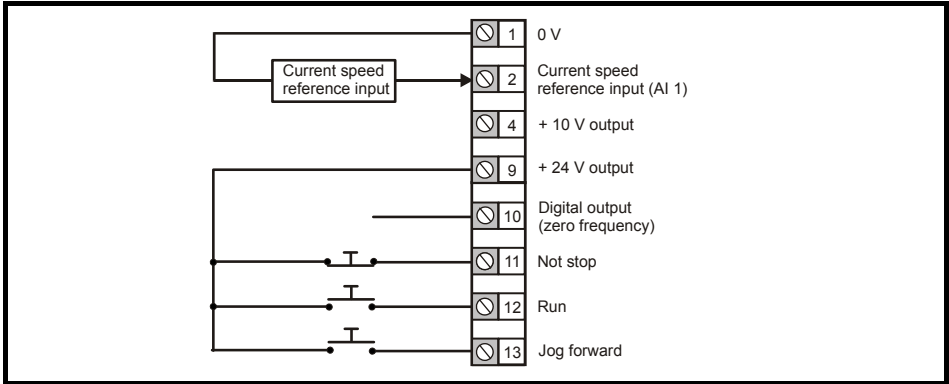 1 0 V
Current speed
reference input
2 Current speed
reference input (AI 1)
4 + 10 V output
9 + 24 V output
10 Digital output
(zero frequency)
11 Not stop
12 Run
13 Jog forward